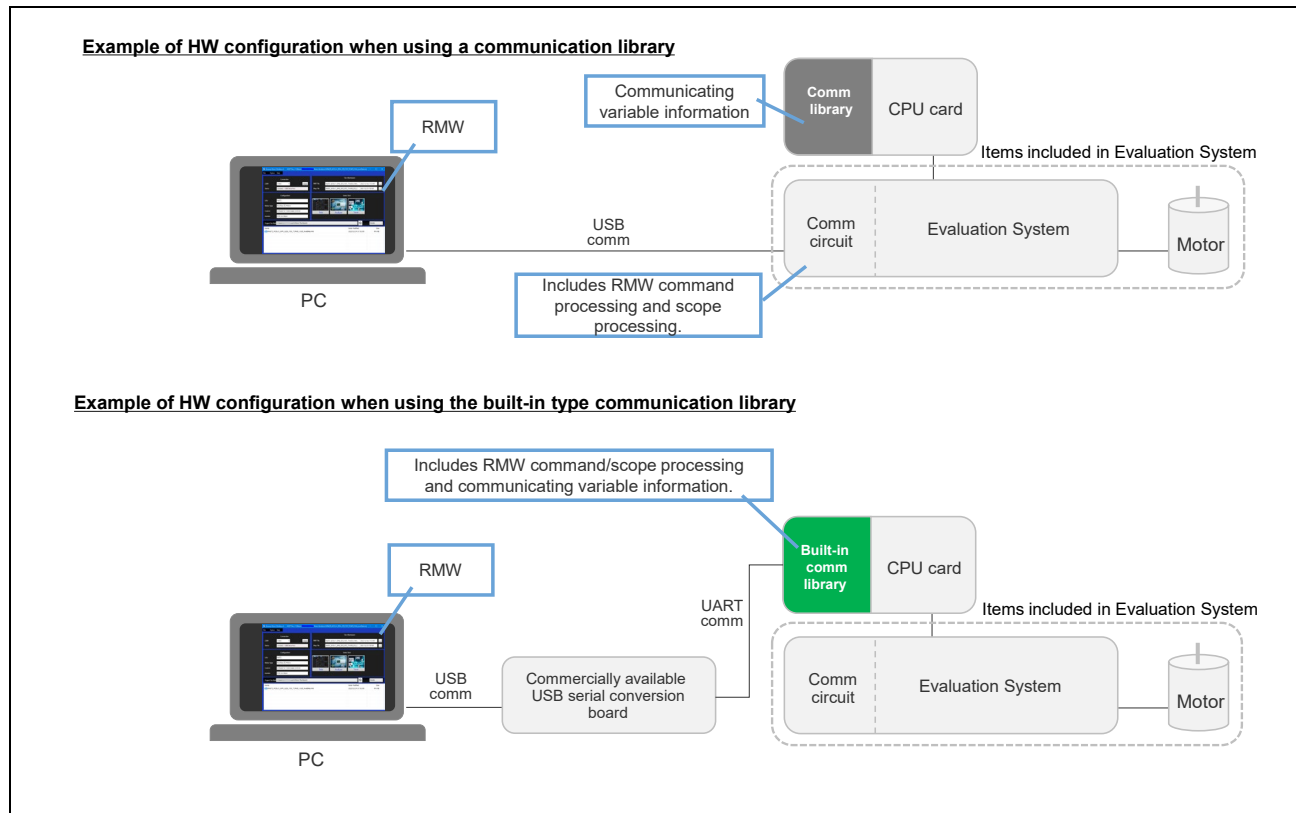 Example of HW configuration when using a communication library
Communicating
variable information
Comm
library
CPU card
RMW
Items included in Evaluation System
USB
comm
Comm
circuit
Evaluation System
Motor
Includes RMW command
processing and scope
processing.
PC
Example of HW configuration when using the built-in type communication library
Includes RMW command/scope processing
and communicating variable information.
Built-in
comm
library
CPU card
RMW
UART
comm
Items included in Evaluation System
USB
comm
Commercially available
USB serial conversion
board
Comm
circuit
Evaluation System
Motor
PC